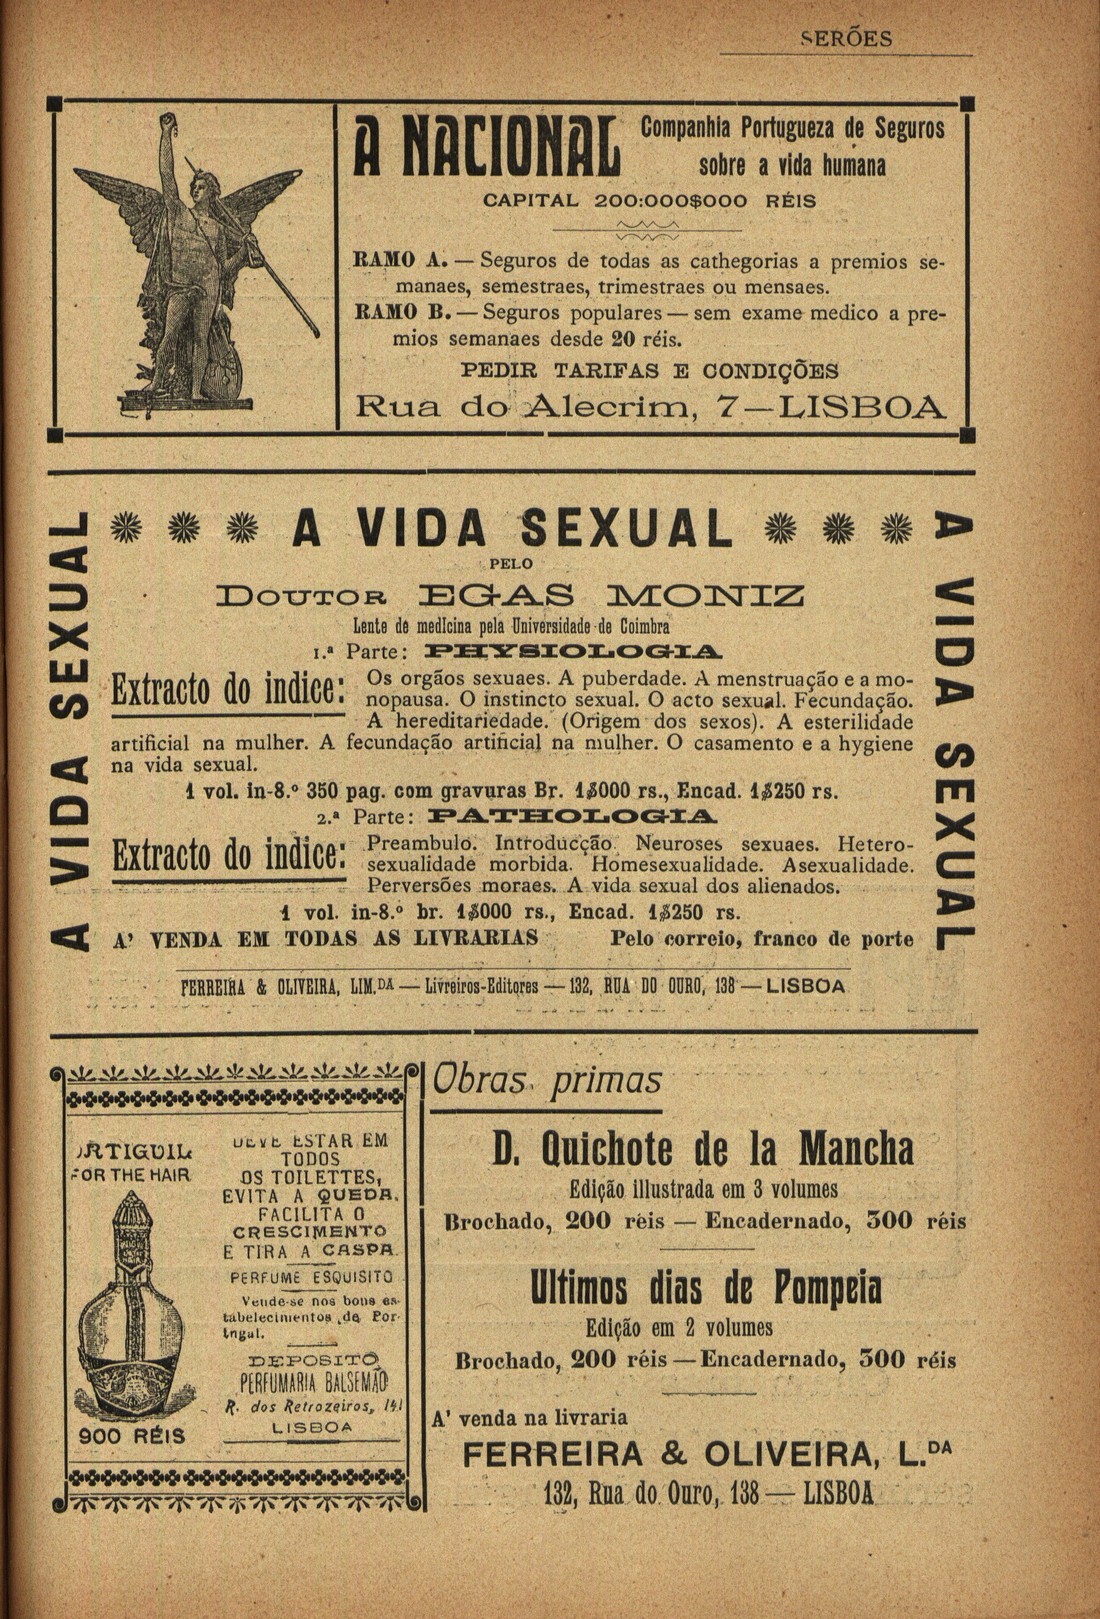 SERÕES
A NACIONAL
Companhia Portugueza de Seguros
sobre a vida humana
CAPITAL 200:000$000 RÉIS
RAMO A. — Seguros de todas as cathegorias a premios se-
manaes, semestraes, trimestraes ou mensaes.
RAMO B. — Seguros populares — sem exame medico a pre-
mios semanaes desde 20 réis.
PEDIR TARIFAS E CONDIÇÕES
Rua do Alecrim, 7—LISBOA
A VIDA SEXUAL
A VIDA SEXUAL
A VIDA SEXUAL
PELO
DOUTOR EGAS MONIZ
Lente de medicina pela Universidade de Coimbra
1.ª Parte: PHYSIOLOGIA
Extracto do indice: Os orgãos sexuaes. A puberdade. A menstruação e a mo-
nopausa. O instincto sexual. O acto sexual. Fecundação.
A hereditariedade. (Origem dos sexos). A esterilidade
artificial na mulher. A fecundação artificial na mulher. O casamento e a hygiene
na vida sexual.
1 vol. in-8.º 350 pag. com gravuras Br. 1$000 rs., Encad. 1$250 rs.
2.ª Parte: PATHOLOGIA
Extracto do indice: Preambulo. Introducção. Neuroses sexuaes. Hetero-
sexualidade morbida. Homesexualidade. Asexualidade.
Perversões moraes. A vida sexual dos alienados.
1 vol. in-8.º br. 1$000 rs., Encad. 1$250 rs.
A' VENDA EM TODAS AS LIVRARIAS Pelo correio, franco de porte
FERREIRA & OLIVEIRA, LIM.DA — Livreiros-Editores — 132, RUA DO OURO, 138 — LISBOA
ORTIGUIL
FOR THE HAIR
900 RÉIS
DEVE ESTAR EM
TODOS
OS TOILETTES,
EVITA A QUEDA.
FACILITA O
CRESCIMENTO
E TIRA A CASPA.
PERFUME ESQUISITO
Vende-se nos bons es-
tabelecimentos de Por-
tugal.
DEPOSITO
PERFUMARIA BALSEMÃO
R. dos Retrozeiros, 141
LISBOA
Obras primas
D. Quichote de la Mancha
Edição illustrada em 3 volumes
Brochado, 200 réis — Encadernado, 300 réis
Ultimos dias de Pompeia
Edição em 2 volumes
Brochado, 200 réis — Encadernado, 300 réis
A' venda na livraria
FERREIRA & OLIVEIRA, L.DA
132, Rua do Ouro, 138 — LISBOA